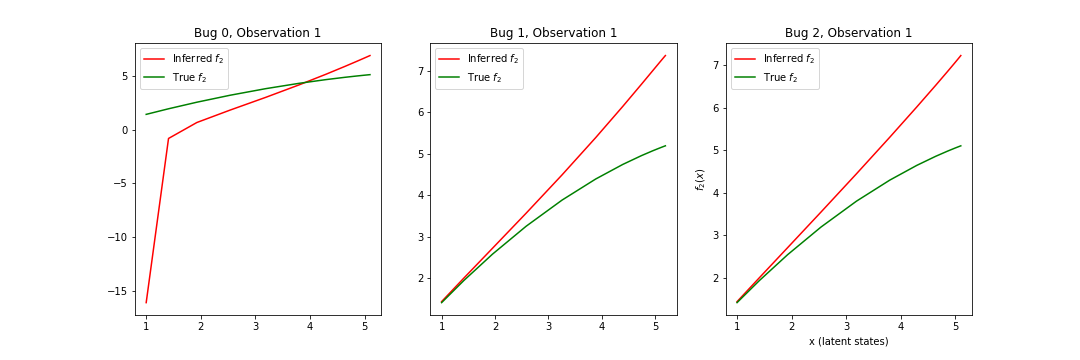 Bug 0, Observation 1
Inferred f₂
True f₂
5
0
−5
−10
−15
1 2 3 4 5
Bug 1, Observation 1
Inferred f₂
True f₂
7
6
5
4
3
2
1 2 3 4 5
Bug 2, Observation 1
Inferred f₂
True f₂
f₂(x)
7
6
5
4
3
2
1 2 3 4 5
x (latent states)